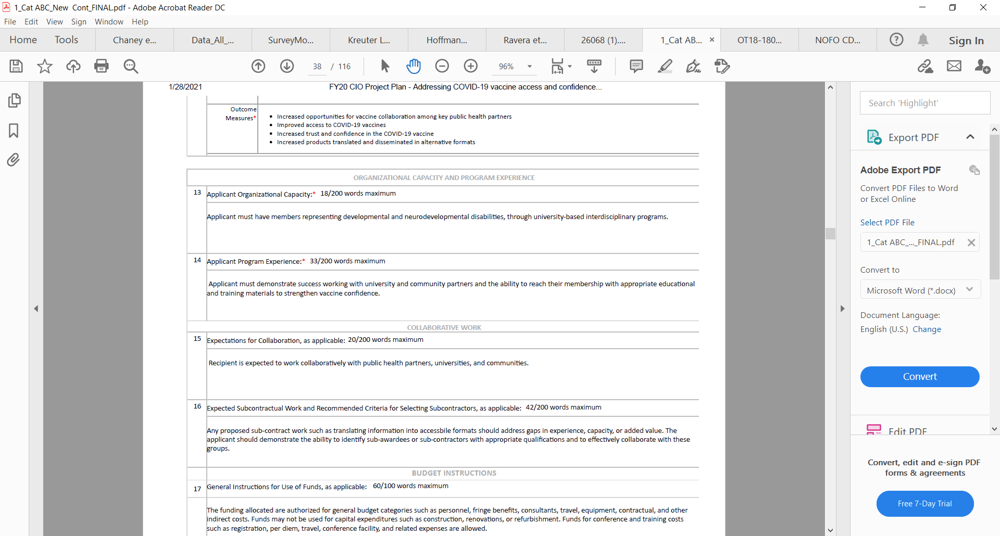 1_Cat ABC_New  Cont_FINAL.pdf - Adobe Acrobat Reader DC
File Edit View Sign Window Help
Home Tools Chaney e... Data_All_... SurveyMo... Kreuter L... Hoffman... Ravera et... 26068 (1).... 1_Cat AB... × OT18-180... NOFO CD... Sign In
38 / 116 96%
1/28/2021 FY20 CIO Project Plan - Addressing COVID-19 vaccine access and confidence...
Outcome
Measures*
• Increased opportunities for vaccine collaboration among key public health partners
• Improved access to COVID-19 vaccines
• Increased trust and confidence in the COVID-19 vaccine
• Increased products translated and disseminated in alternative formats
ORGANIZATIONAL CAPACITY AND PROGRAM EXPERIENCE
13 Applicant Organizational Capacity:* 18/200 words maximum
Applicant must have members representing developmental and neurodevelopmental disabilities, through university-based interdisciplinary programs.
14 Applicant Program Experience:* 33/200 words maximum
Applicant must demonstrate success working with university and community partners and the ability to reach their membership with appropriate educational
and training materials to strengthen vaccine confidence.
COLLABORATIVE WORK
15 Expectations for Collaboration, as applicable: 20/200 words maximum
Recipient is expected to work collaboratively with public health partners, universities, and communities.
16 Expected Subcontractual Work and Recommended Criteria for Selecting Subcontractors, as applicable: 42/200 words maximum
Any proposed sub-contract work such as translating information into accessbile formats should address gaps in experience, capacity, or added value. The
applicant should demonstrate the ability to identify sub-awardees or sub-contractors with appropriate qualifications and to effectively collaborate with these
groups.
BUDGET INSTRUCTIONS
17 General Instructions for Use of Funds, as applicable: 60/100 words maximum
The funding allocated are authorized for general budget categories such as personnel, fringe benefits, consultants, travel, equipment, contractual, and other
indirect costs. Funds may not be used for capital expenditures such as construction, renovations, or refurbishment. Funds for conference and training costs
such as registration, per diem, travel, conference facility, and related expenses are allowed.
Search 'Highlight'
Export PDF
Adobe Export PDF
Convert PDF Files to Word
or Excel Online
Select PDF File
1_Cat ABC_..._FINAL.pdf
Convert to
Microsoft Word (*.docx)
Document Language:
English (U.S.) Change
Convert
Edit PDF
Convert, edit and e-sign PDF
forms & agreements
Free 7-Day Trial